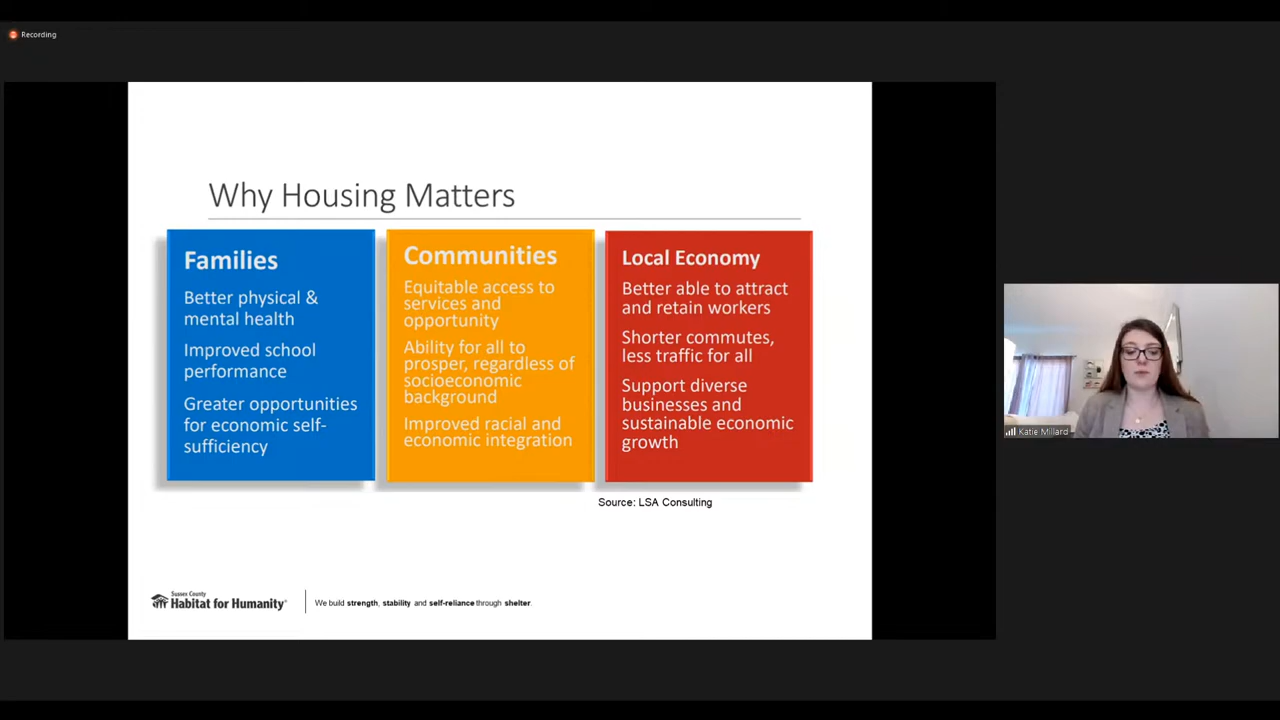 Recording
Why Housing Matters
Families
Better physical &
mental health
Improved school
performance
Greater opportunities
for economic self-
sufficiency
Communities
Equitable access to
services and
opportunity
Ability for all to
prosper, regardless of
socioeconomic
background
Improved racial and
economic integration
Local Economy
Better able to attract
and retain workers
Shorter commutes,
less traffic for all
Support diverse
businesses and
sustainable economic
growth
Source: LSA Consulting
Sussex County
Habitat for Humanity®
We build strength, stability and self-reliance through shelter.
Katie Millard